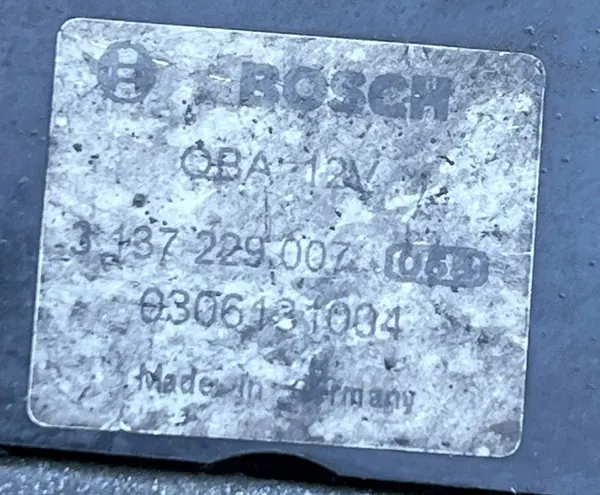 BOSCH
QBA 12V
3 137 229 007
0306131004
Made in Germany